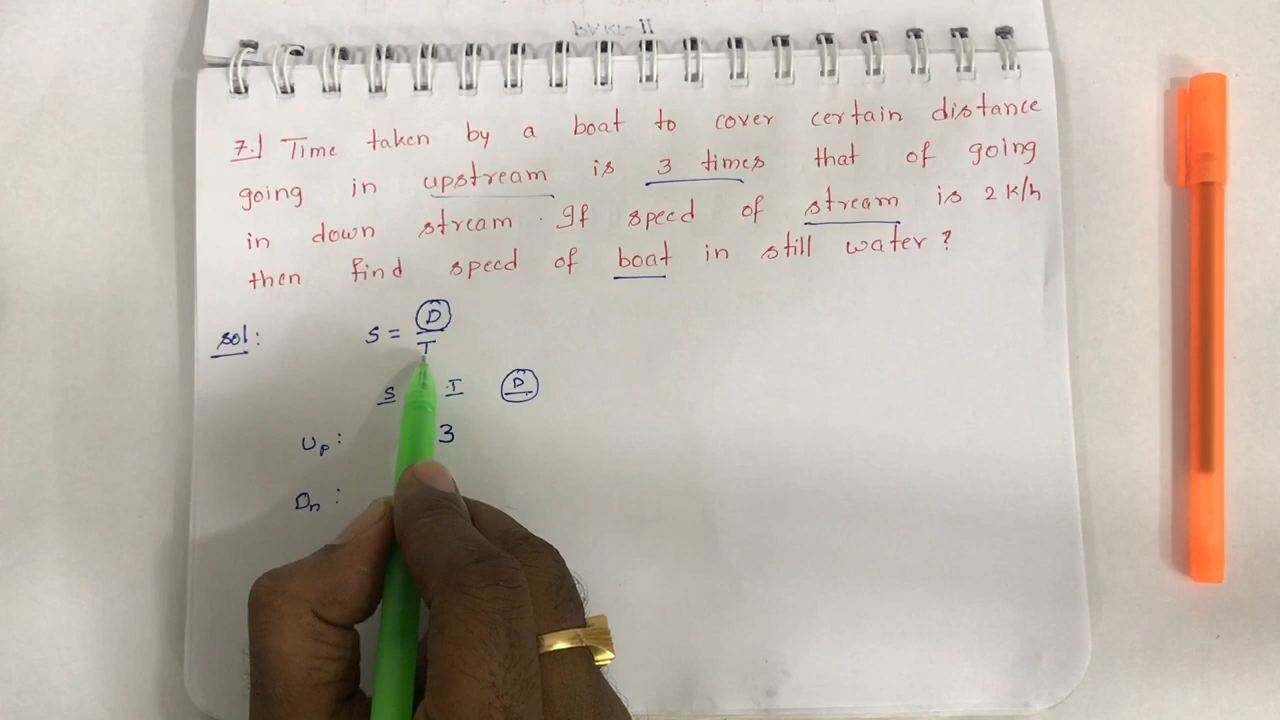 7.) Time taken by a boat to cover certain distance
going in upstream is 3 times that of going
in down stream. If speed of stream is 2 k/h
then find speed of boat in still water?
sol: S = D/T
S T D
Up: 3
Dn: